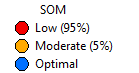 SOM
Low (95%)
Moderate (5%)
Optimal